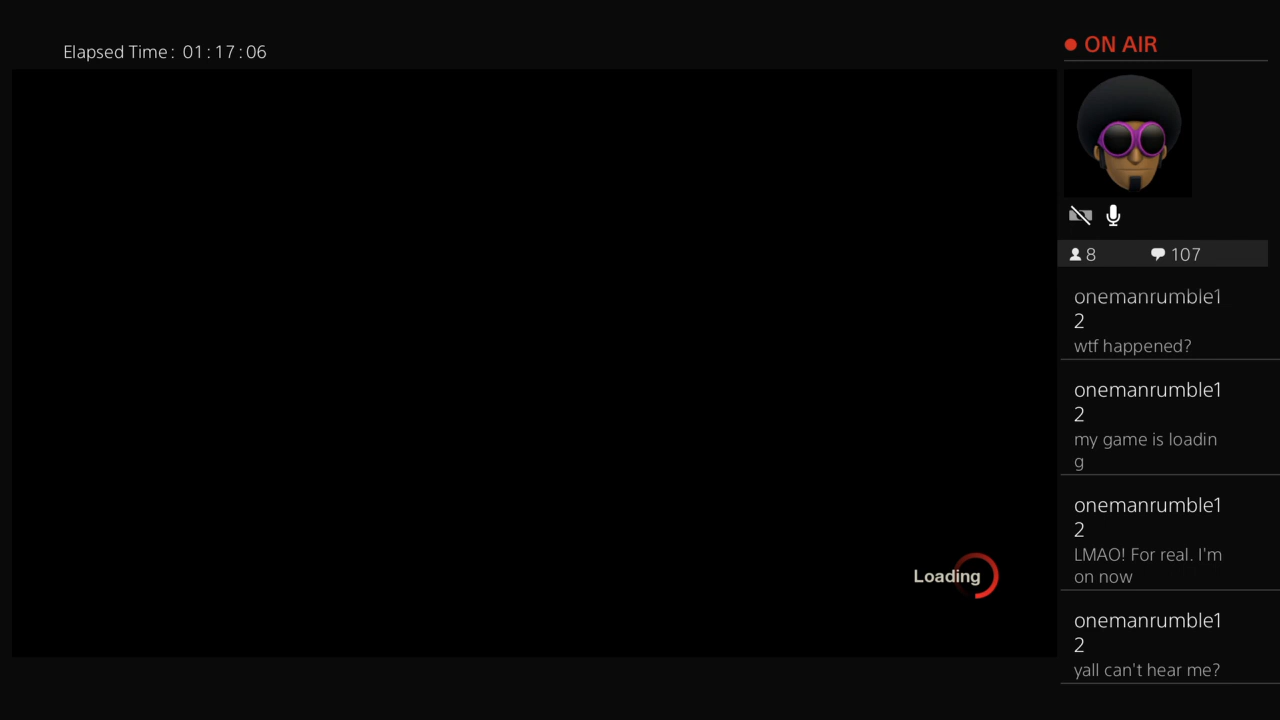 Elapsed Time: 01:17:06
ON AIR
8 107
onemanrumble1
2
wtf happened?
onemanrumble1
2
my game is loadin
g
onemanrumble1
2
LMAO! For real. I'm
on now
Loading
onemanrumble1
2
yall can't hear me?